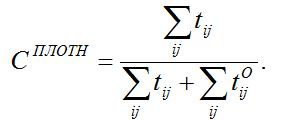 C^{ПЛОТН} = \frac{\sum_{ij} t_{ij}}{\sum_{ij} t_{ij} + \sum_{ij} t_{ij}^{O}}.